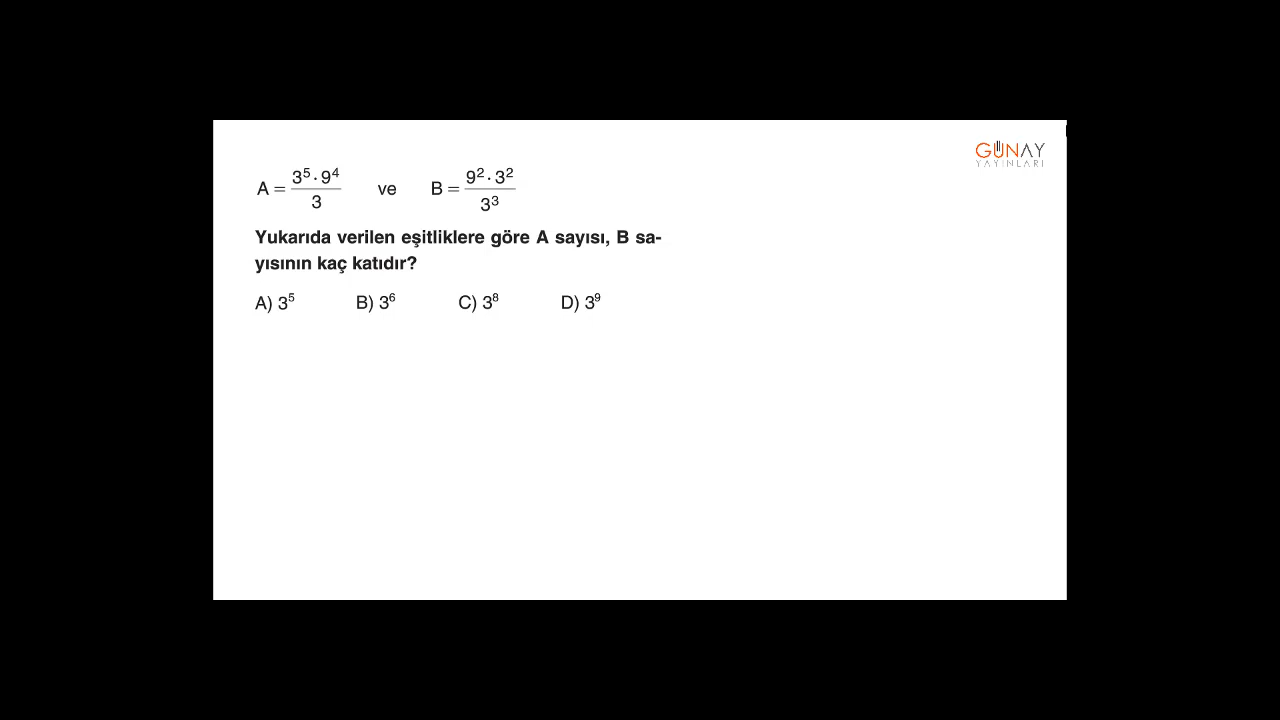 GÜNAY
YAYINLARI
A = 3⁵·9⁴/3 ve B = 9²·3²/3³
Yukarıda verilen eşitliklere göre A sayısı, B sa-
yısının kaç katıdır?
A) 3⁵ B) 3⁶ C) 3⁸ D) 3⁹